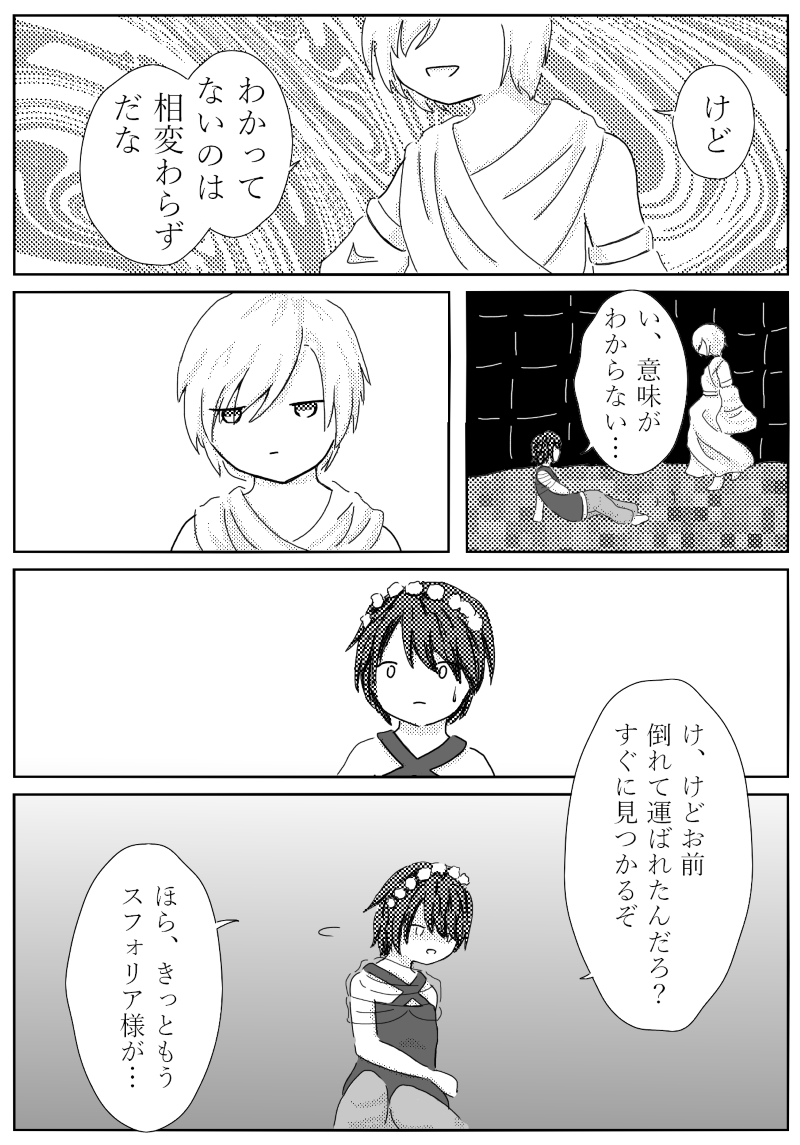 けど
わかって
ないのは
相変わらず
だな
い、意味が
わからない…
け、けどお前
倒れて運ばれたんだろ？
すぐに見つかるぞ
ほら、きっともう
スフォリア様が…